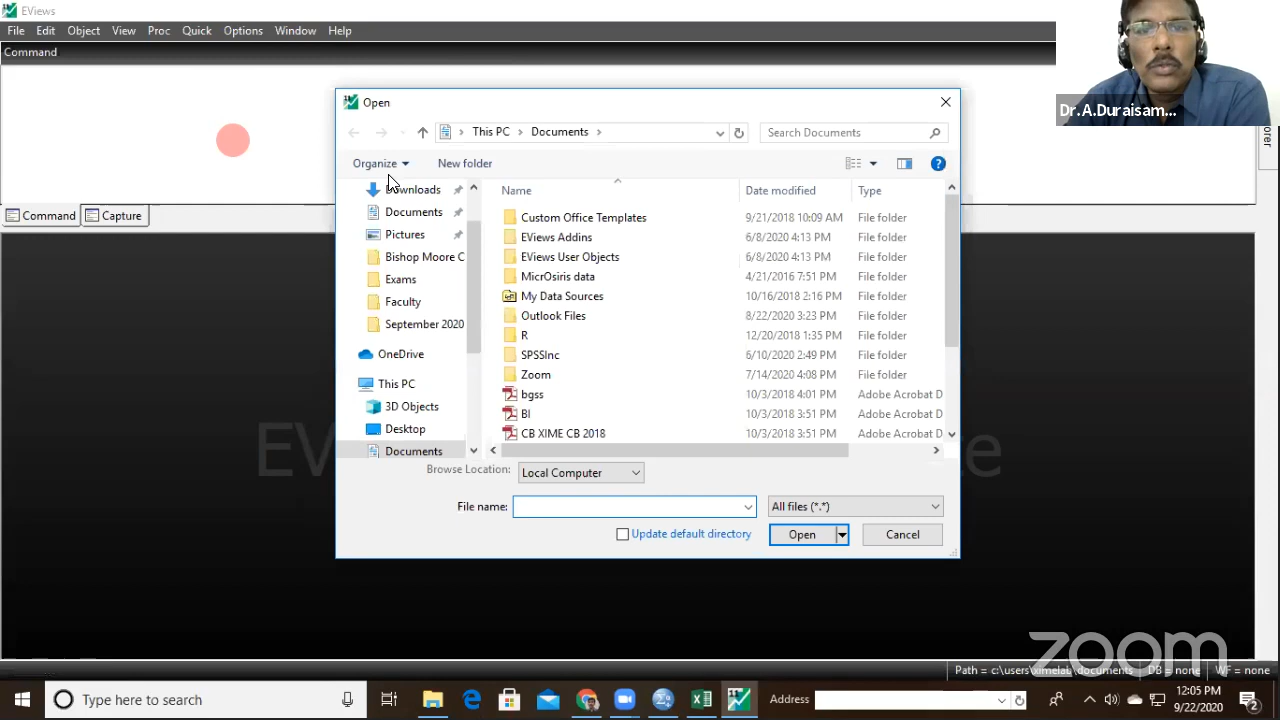 EViews
File Edit Object View Proc Quick Options Window Help
Command
Dr.A.Duraisam...
Open
This PC Documents
Search Documents
Organize New folder
Downloads
Documents
Pictures
Bishop Moore C
Exams
Faculty
September 2020
OneDrive
This PC
3D Objects
Desktop
Documents
Name Date modified Type
Custom Office Templates 9/21/2018 10:09 AM File folder
EViews Addins 6/8/2020 4:13 PM File folder
EViews User Objects 6/8/2020 4:13 PM File folder
MicrOsiris data 4/21/2016 7:51 PM File folder
My Data Sources 10/16/2018 2:16 PM File folder
Outlook Files 8/22/2020 3:23 PM File folder
R 12/20/2018 1:35 PM File folder
SPSSInc 6/10/2020 2:49 PM File folder
Zoom 7/14/2020 4:08 PM File folder
bgss 10/3/2018 4:01 PM Adobe Acrobat D
BI 10/3/2018 3:51 PM Adobe Acrobat D
CB XIME CB 2018 10/3/2018 3:51 PM Adobe Acrobat D
Browse Location: Local Computer
File name: All files (*.*)
Update default directory Open Cancel
Command Capture
orer
zoom
Path = c:\users\ximelab\documents DB = none WF = none
Type here to search
Address
12:05 PM
9/22/2020
2